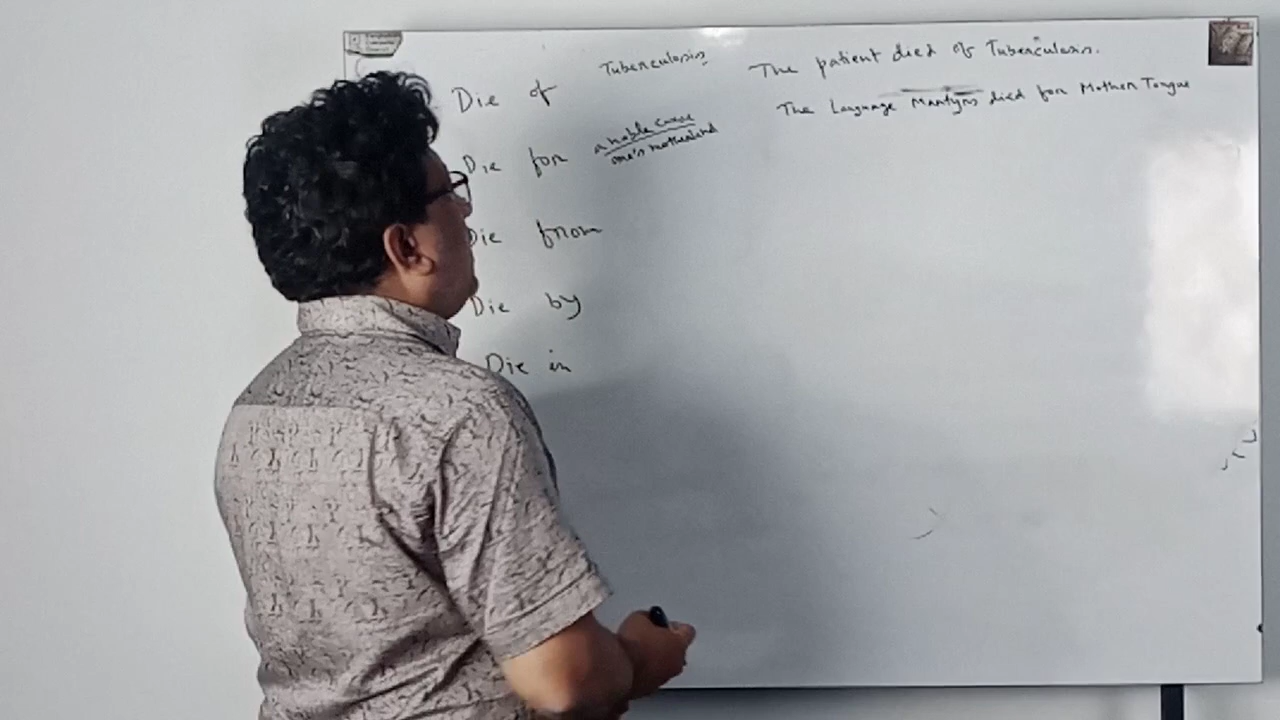 Die of Tuberculosis, The patient died of Tuberculosis.
Die for a noble cause The Language Martyrs died for Mother Tongue
one's motherland
Die from
Die by
Die in